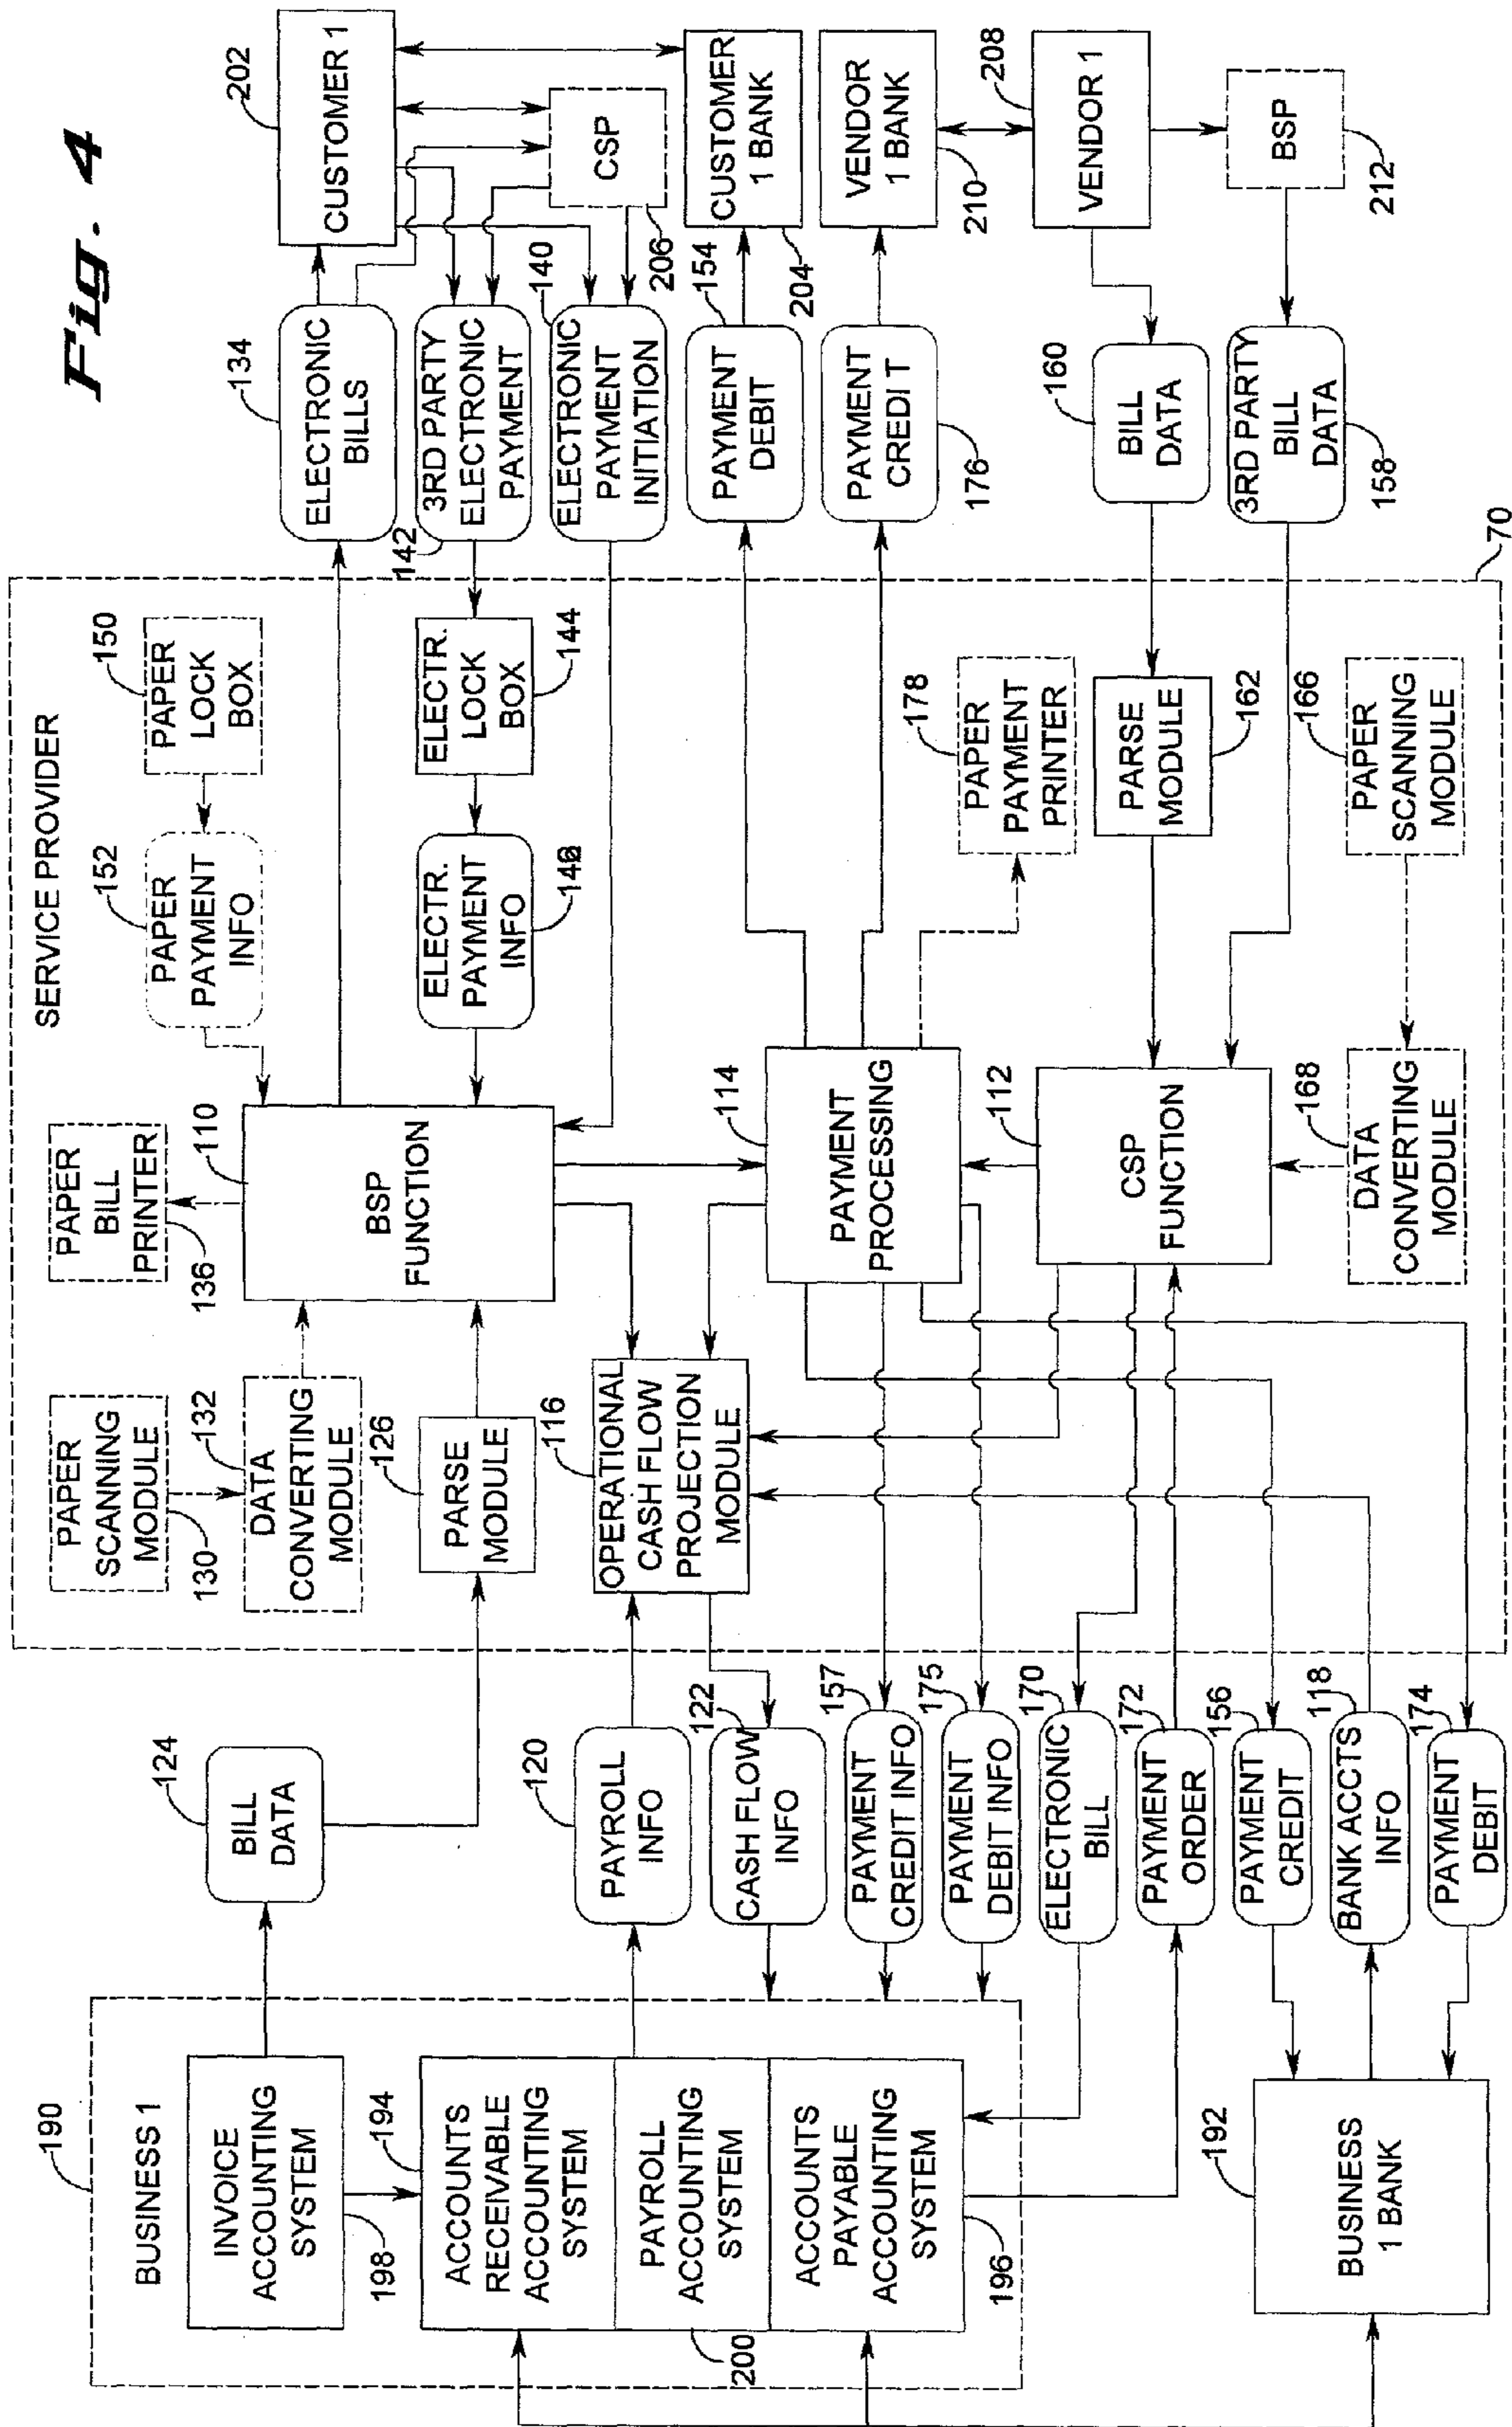 Fig. 4
190
BUSINESS 1
INVOICE
ACCOUNTING
SYSTEM
198
194
ACCOUNTS
RECEIVABLE
ACCOUNTING
SYSTEM
PAYROLL
ACCOUNTING
SYSTEM
200
ACCOUNTS
PAYABLE
ACCOUNTING
SYSTEM
196
192
BUSINESS
1 BANK
124
BILL
DATA
120
PAYROLL
INFO
122
CASH FLOW
INFO
157
PAYMENT
CREDIT INFO
175
PAYMENT
DEBIT INFO
170
ELECTRONIC
BILL
172
PAYMENT
ORDER
156
PAYMENT
CREDIT
118
BANK ACCTS
INFO
174
PAYMENT
DEBIT
SERVICE PROVIDER
PAPER
SCANNING
MODULE
130
132
DATA
CONVERTING
MODULE
126
PARSE
MODULE
116
OPERATIONAL
CASH FLOW
PROJECTION
MODULE
PAPER
BILL
PRINTER
136
110
BSP
FUNCTION
114
PAYMENT
PROCESSING
112
CSP
FUNCTION
168
DATA
CONVERTING
MODULE
150
PAPER
LOCK
BOX
152
PAPER
PAYMENT
INFO
ELECTR.
LOCK
BOX
144
ELECTR.
PAYMENT
INFO
178
PAPER
PAYMENT
PRINTER
PARSE
MODULE
162
166
PAPER
SCANNING
MODULE
70
134
ELECTRONIC
BILLS
142
3RD PARTY
ELECTRONIC
PAYMENT
140
ELECTRONIC
PAYMENT
INITIATION
154
PAYMENT
DEBIT
PAYMENT
CREDIT
176
160
BILL
DATA
3RD PARTY
BILL
DATA
158
202
CUSTOMER 1
CSP
206
CUSTOMER
1 BANK
204
VENDOR
1 BANK
210
208
VENDOR 1
BSP
212